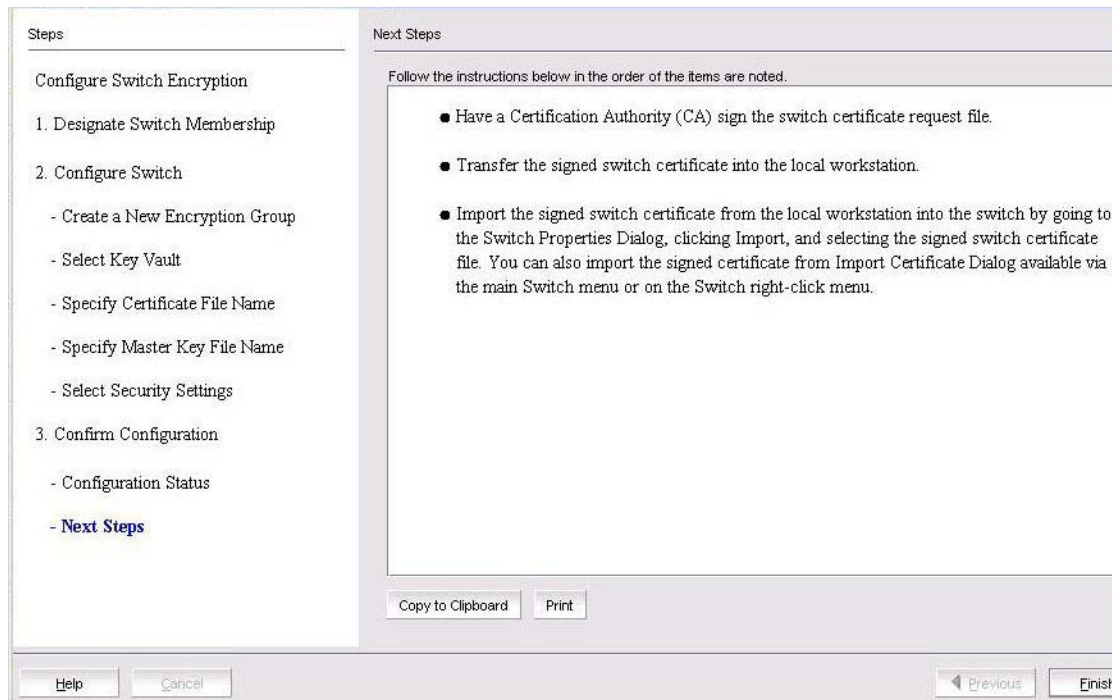 Steps
Configure Switch Encryption
1. Designate Switch Membership
2. Configure Switch
- Create a New Encryption Group
- Select Key Vault
- Specify Certificate File Name
- Specify Master Key File Name
- Select Security Settings
3. Confirm Configuration
- Configuration Status
- Next Steps
Next Steps
Follow the instructions below in the order of the items are noted.
● Have a Certification Authority (CA) sign the switch certificate request file.
● Transfer the signed switch certificate into the local workstation.
● Import the signed switch certificate from the local workstation into the switch by going to
the Switch Properties Dialog, clicking Import, and selecting the signed switch certificate
file. You can also import the signed certificate from Import Certificate Dialog available via
the main Switch menu or on the Switch right-click menu.
Copy to Clipboard
Print
Help
Cancel
Previous
Finish